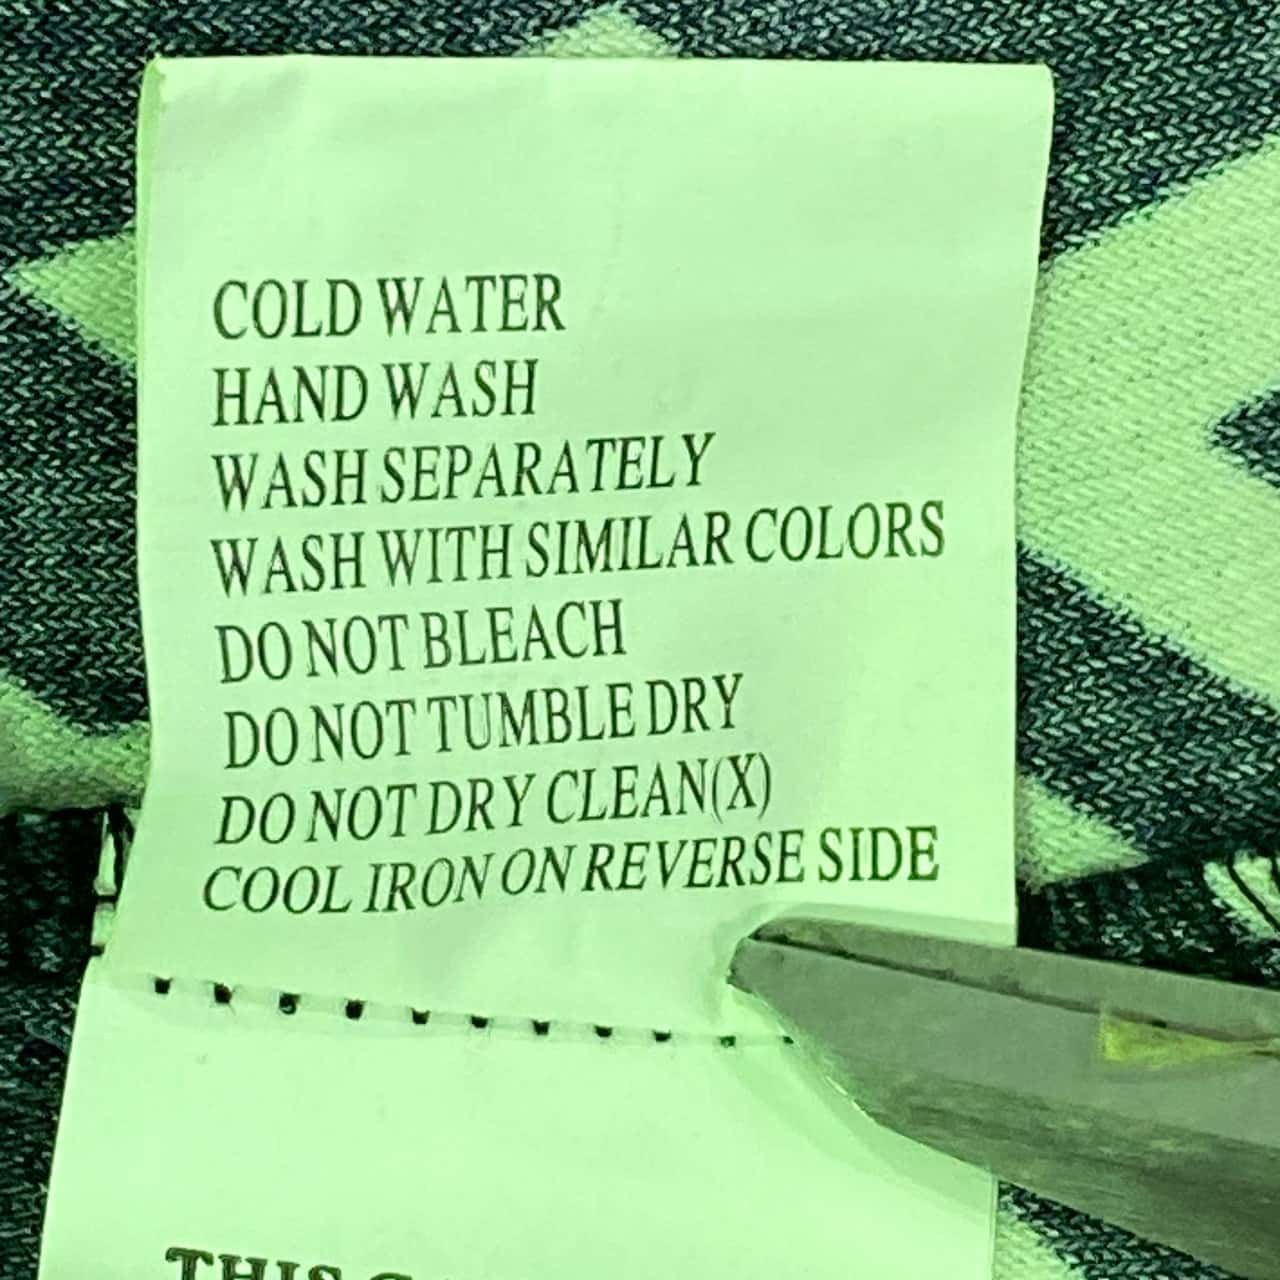 COLD WATER
HAND WASH
WASH SEPARATELY
WASH WITH SIMILAR COLORS
DO NOT BLEACH
DO NOT TUMBLE DRY
DO NOT DRY CLEAN(X)
COOL IRON ON REVERSE SIDE
THIS